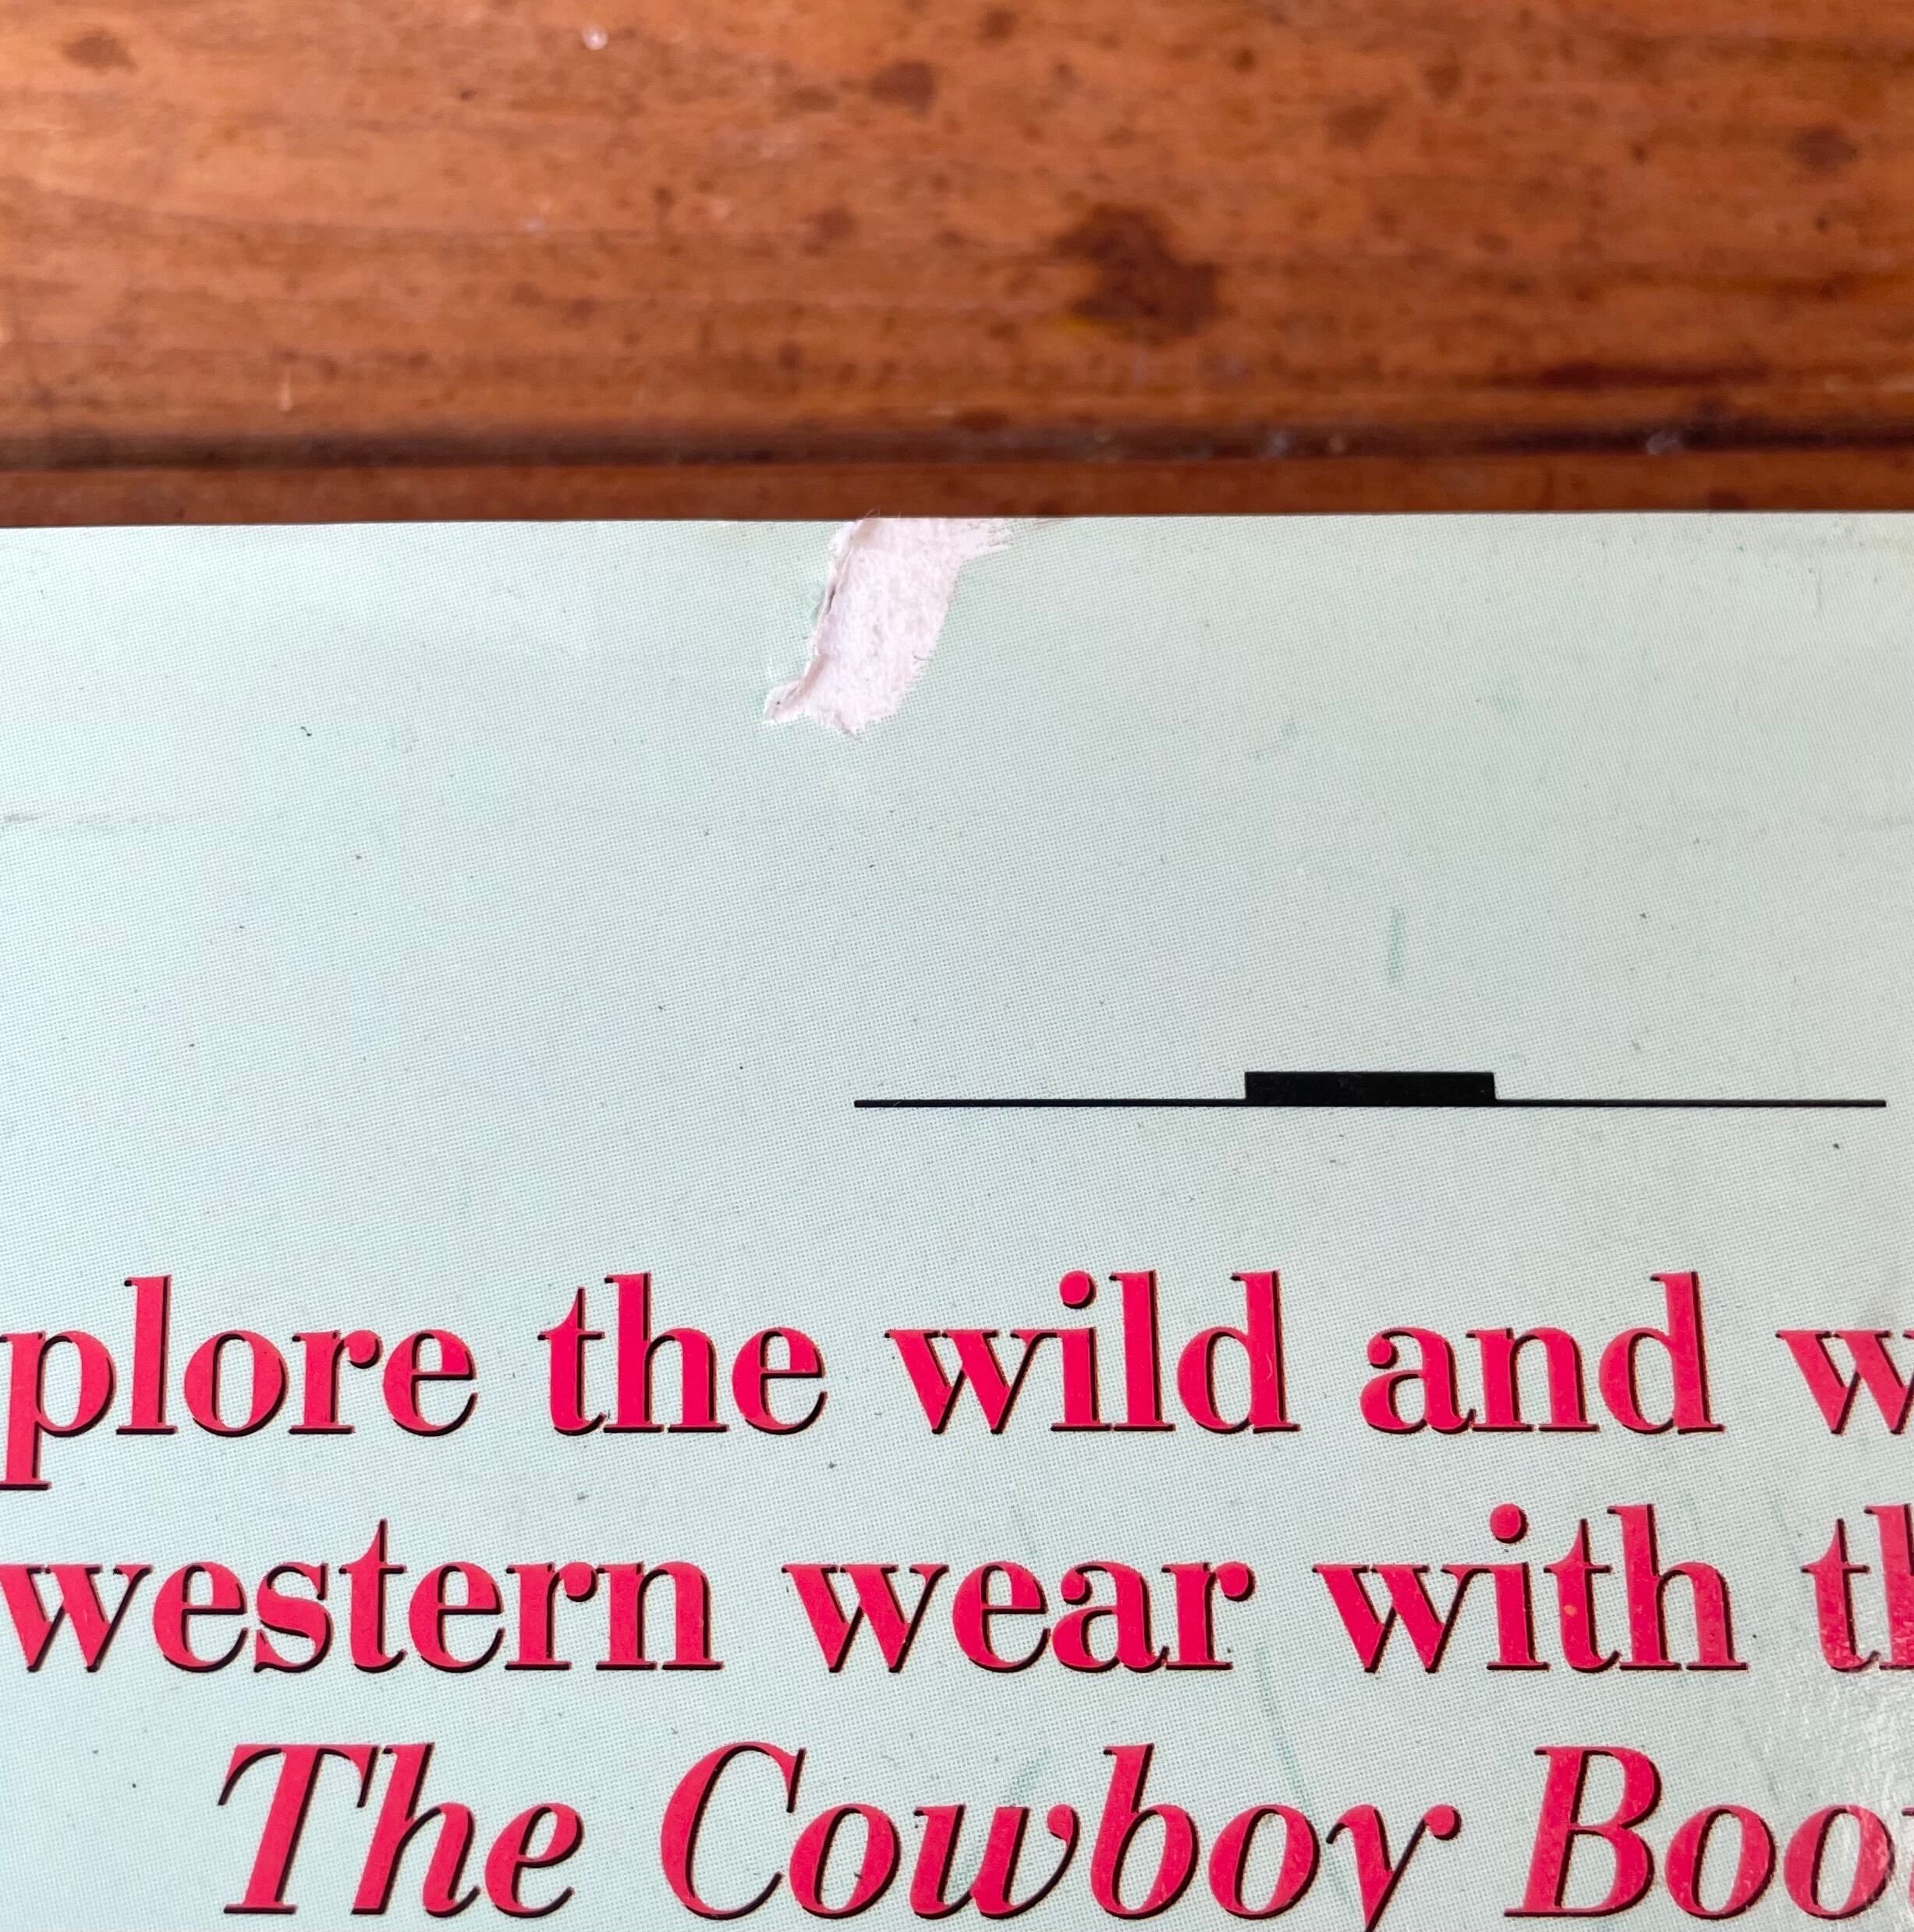 plore the wild and w
western wear with th
The Cowboy Boo